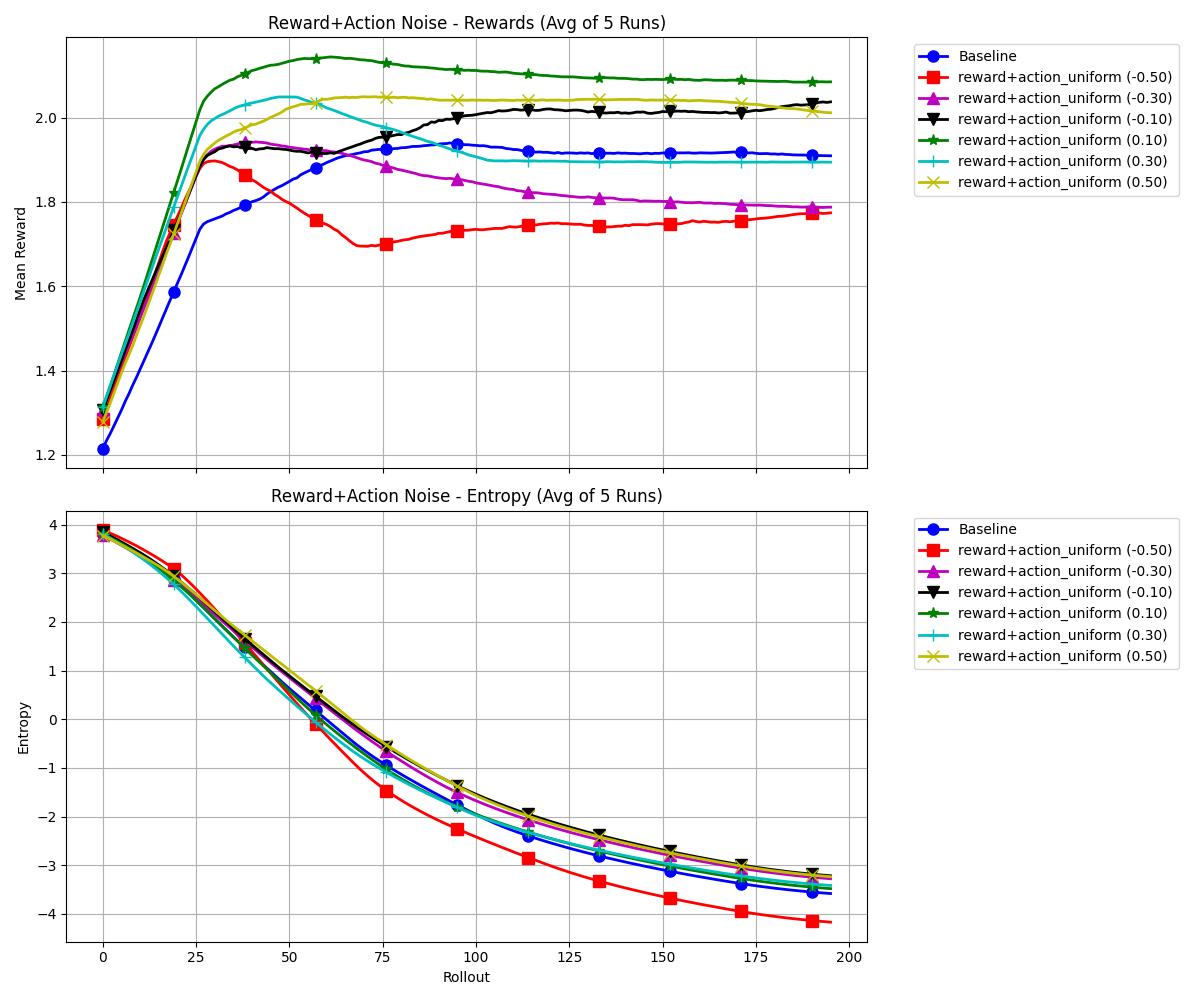 Reward+Action Noise - Rewards (Avg of 5 Runs)
Mean Reward
2.0
1.8
1.6
1.4
1.2
Baseline
reward+action_uniform (-0.50)
reward+action_uniform (-0.30)
reward+action_uniform (-0.10)
reward+action_uniform (0.10)
reward+action_uniform (0.30)
reward+action_uniform (0.50)
Reward+Action Noise - Entropy (Avg of 5 Runs)
Entropy
4
3
2
1
0
−1
−2
−3
−4
0 25 50 75 100 125 150 175 200
Rollout
Baseline
reward+action_uniform (-0.50)
reward+action_uniform (-0.30)
reward+action_uniform (-0.10)
reward+action_uniform (0.10)
reward+action_uniform (0.30)
reward+action_uniform (0.50)